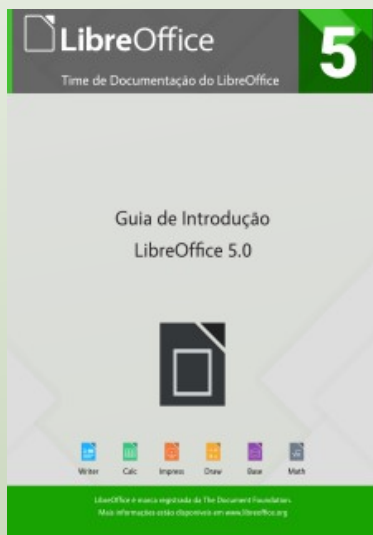 LibreOffice
5
Time de Documentação do LibreOffice
Guia de Introdução
LibreOffice 5.0
Writer Calc Impress Draw Base Math
LibreOffice é marca registrada da The Document Foundation.
Mais informações estão disponíveis em www.libreoffice.org